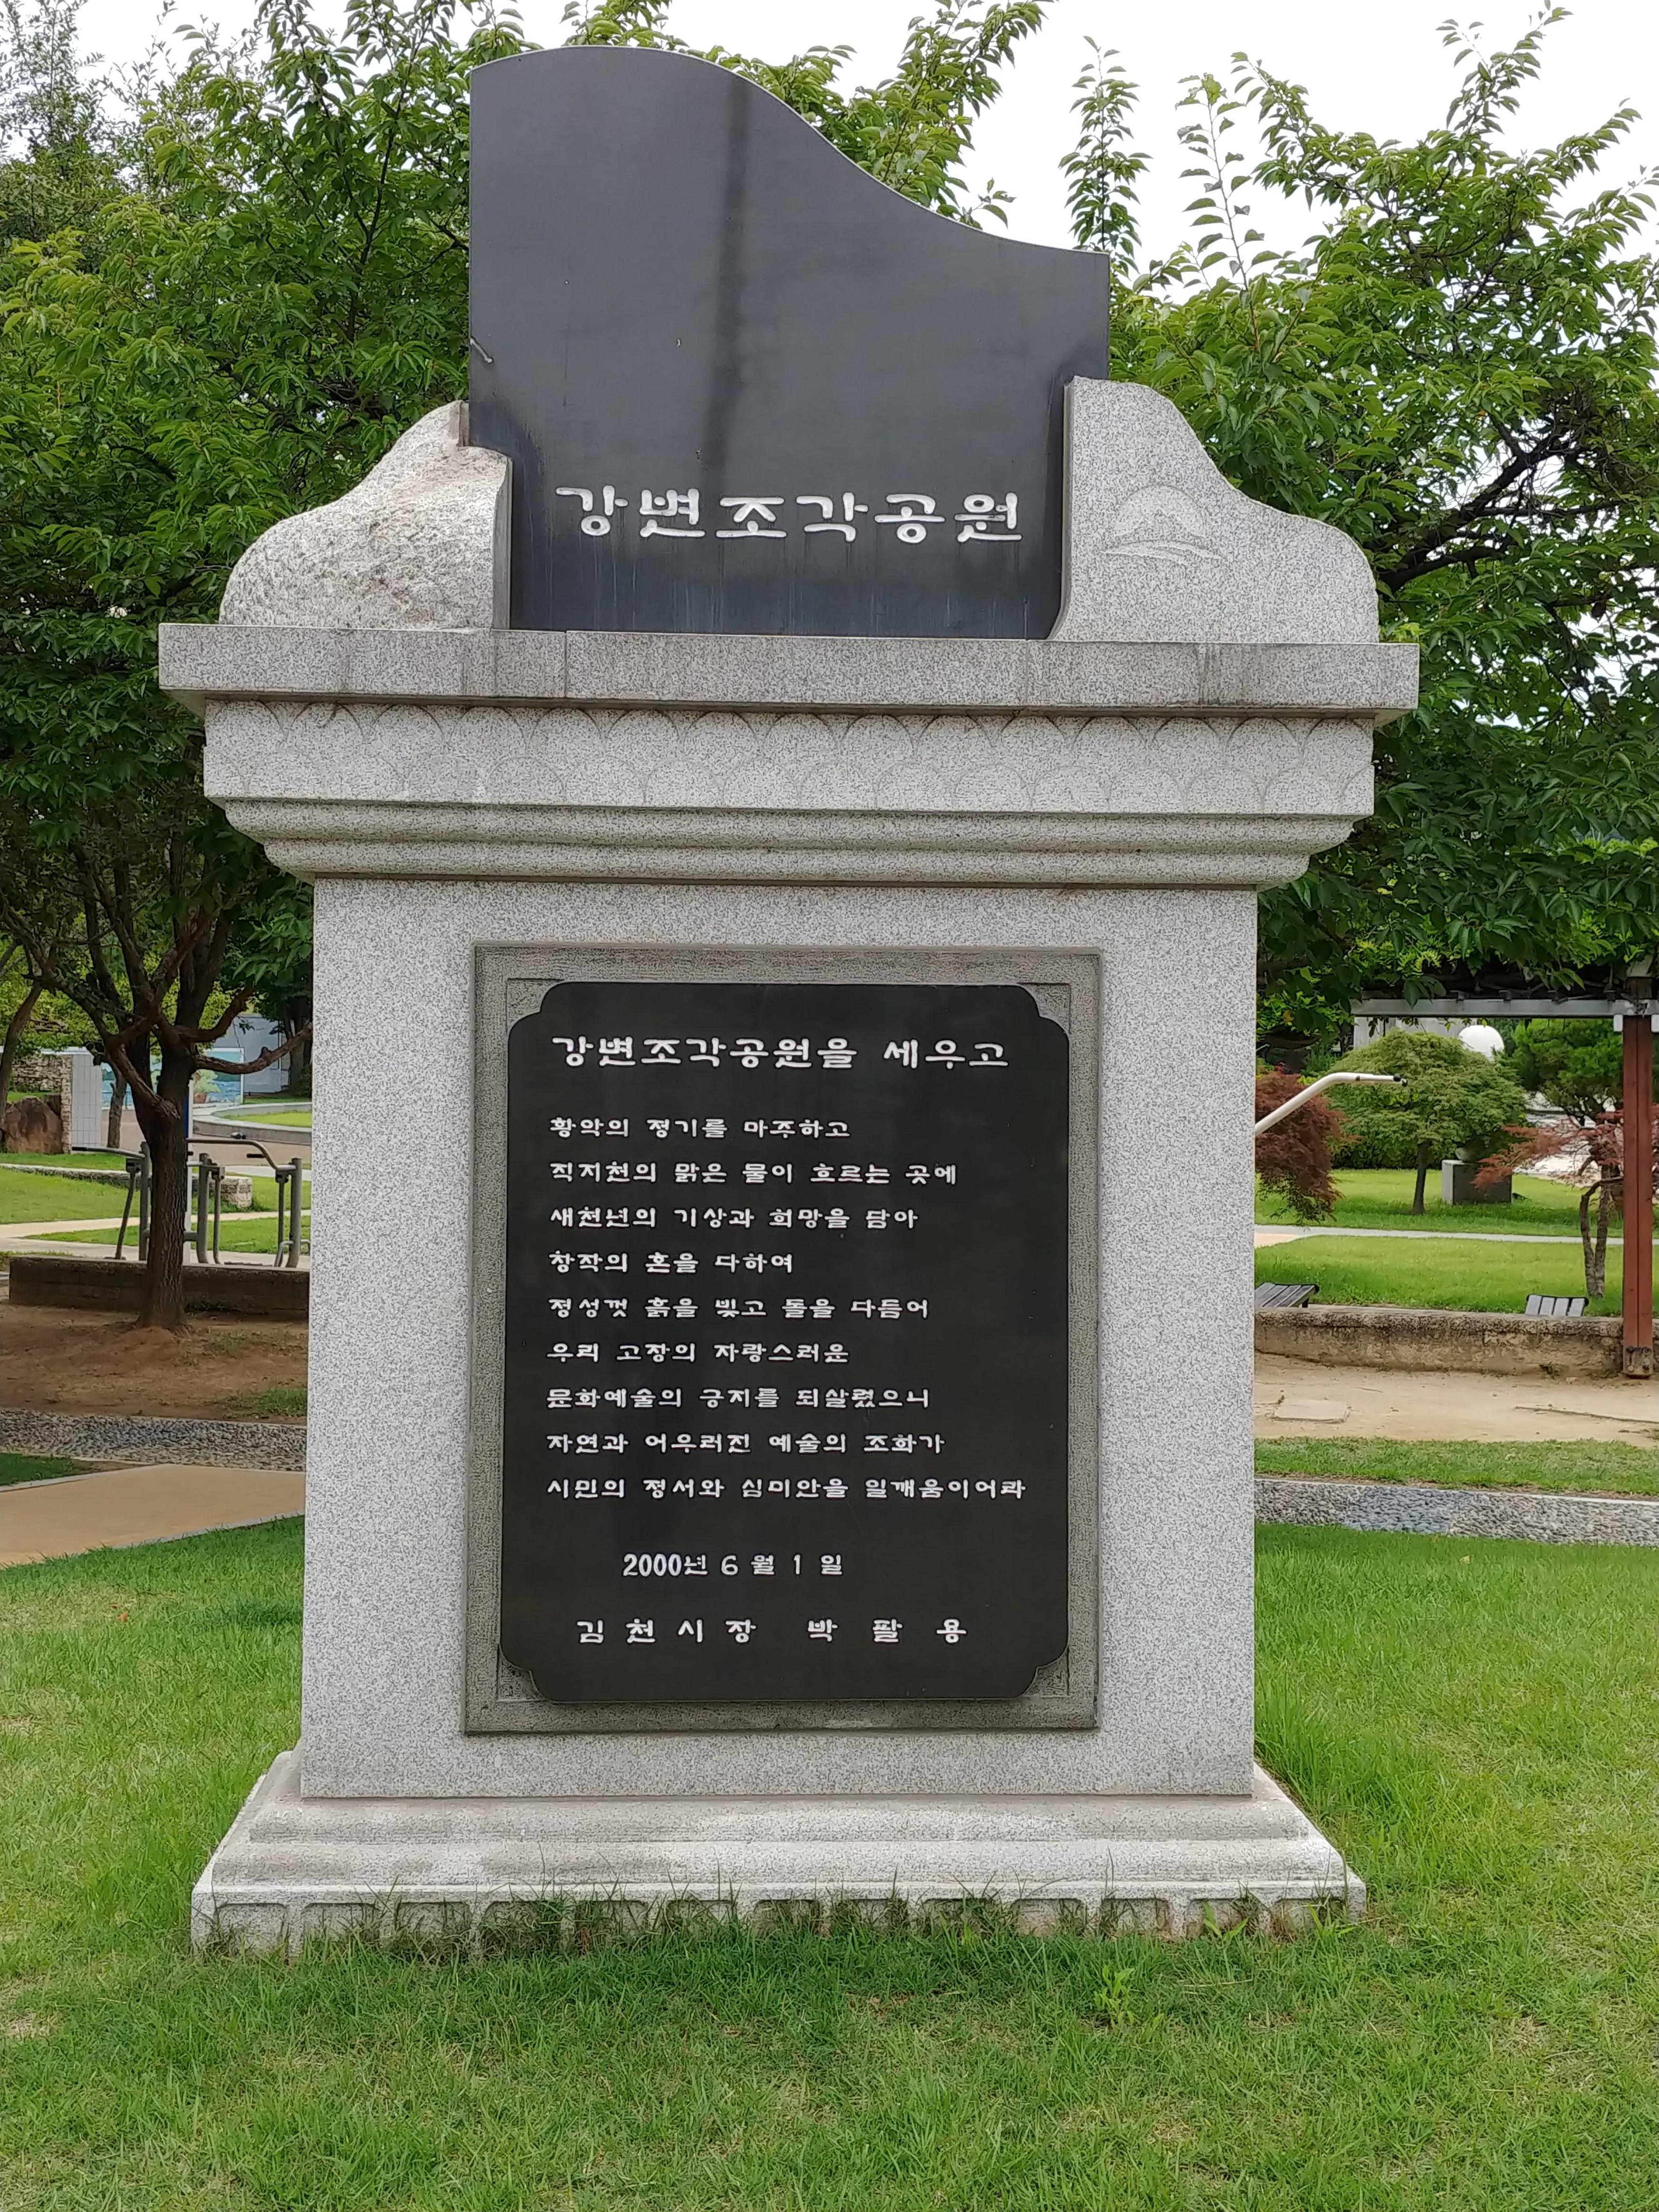 강변조각공원
강변조각공원을 세우고
황악의 정기를 마주하고
직지천의 맑은 물이 흐르는 곳에
새천년의 기상과 희망을 담아
창작의 혼을 다하여
정성껏 흙을 빚고 돌을 다듬어
우리 고장의 자랑스러운
문화예술의 긍지를 되살렸으니
자연과 어우러진 예술의 조화가
시민의 정서와 심미안을 일깨움이어라
2000년 6 월 1 일
김 천 시 장 박 팔 용